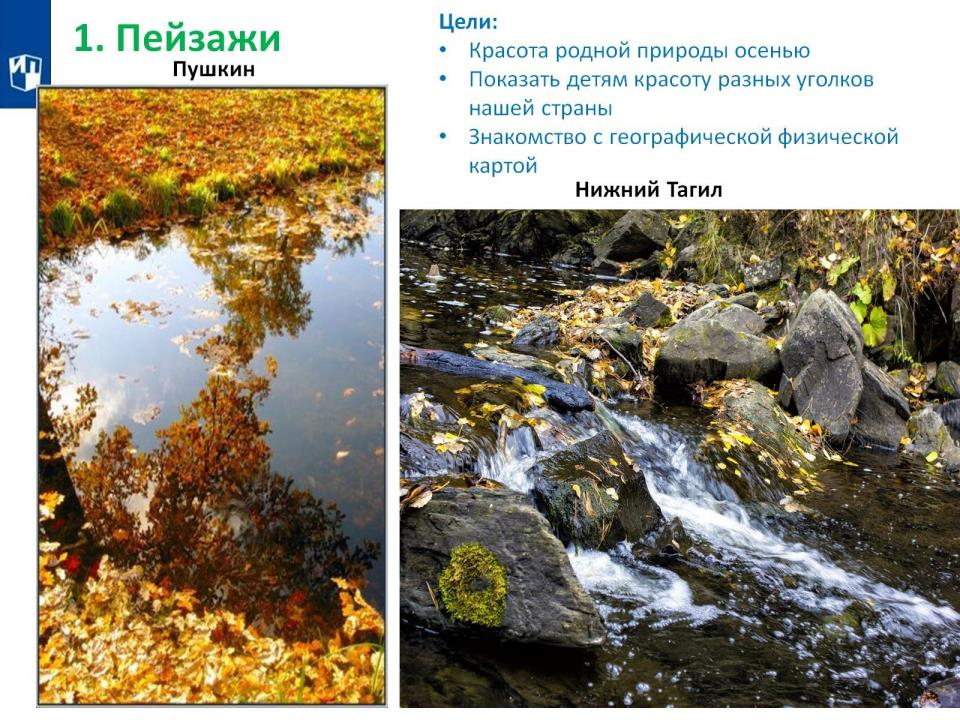 1. Пейзажи
Пушкин
Цели:
• Красота родной природы осенью
• Показать детям красоту разных уголков
нашей страны
• Знакомство с географической физической
картой
Нижний Тагил